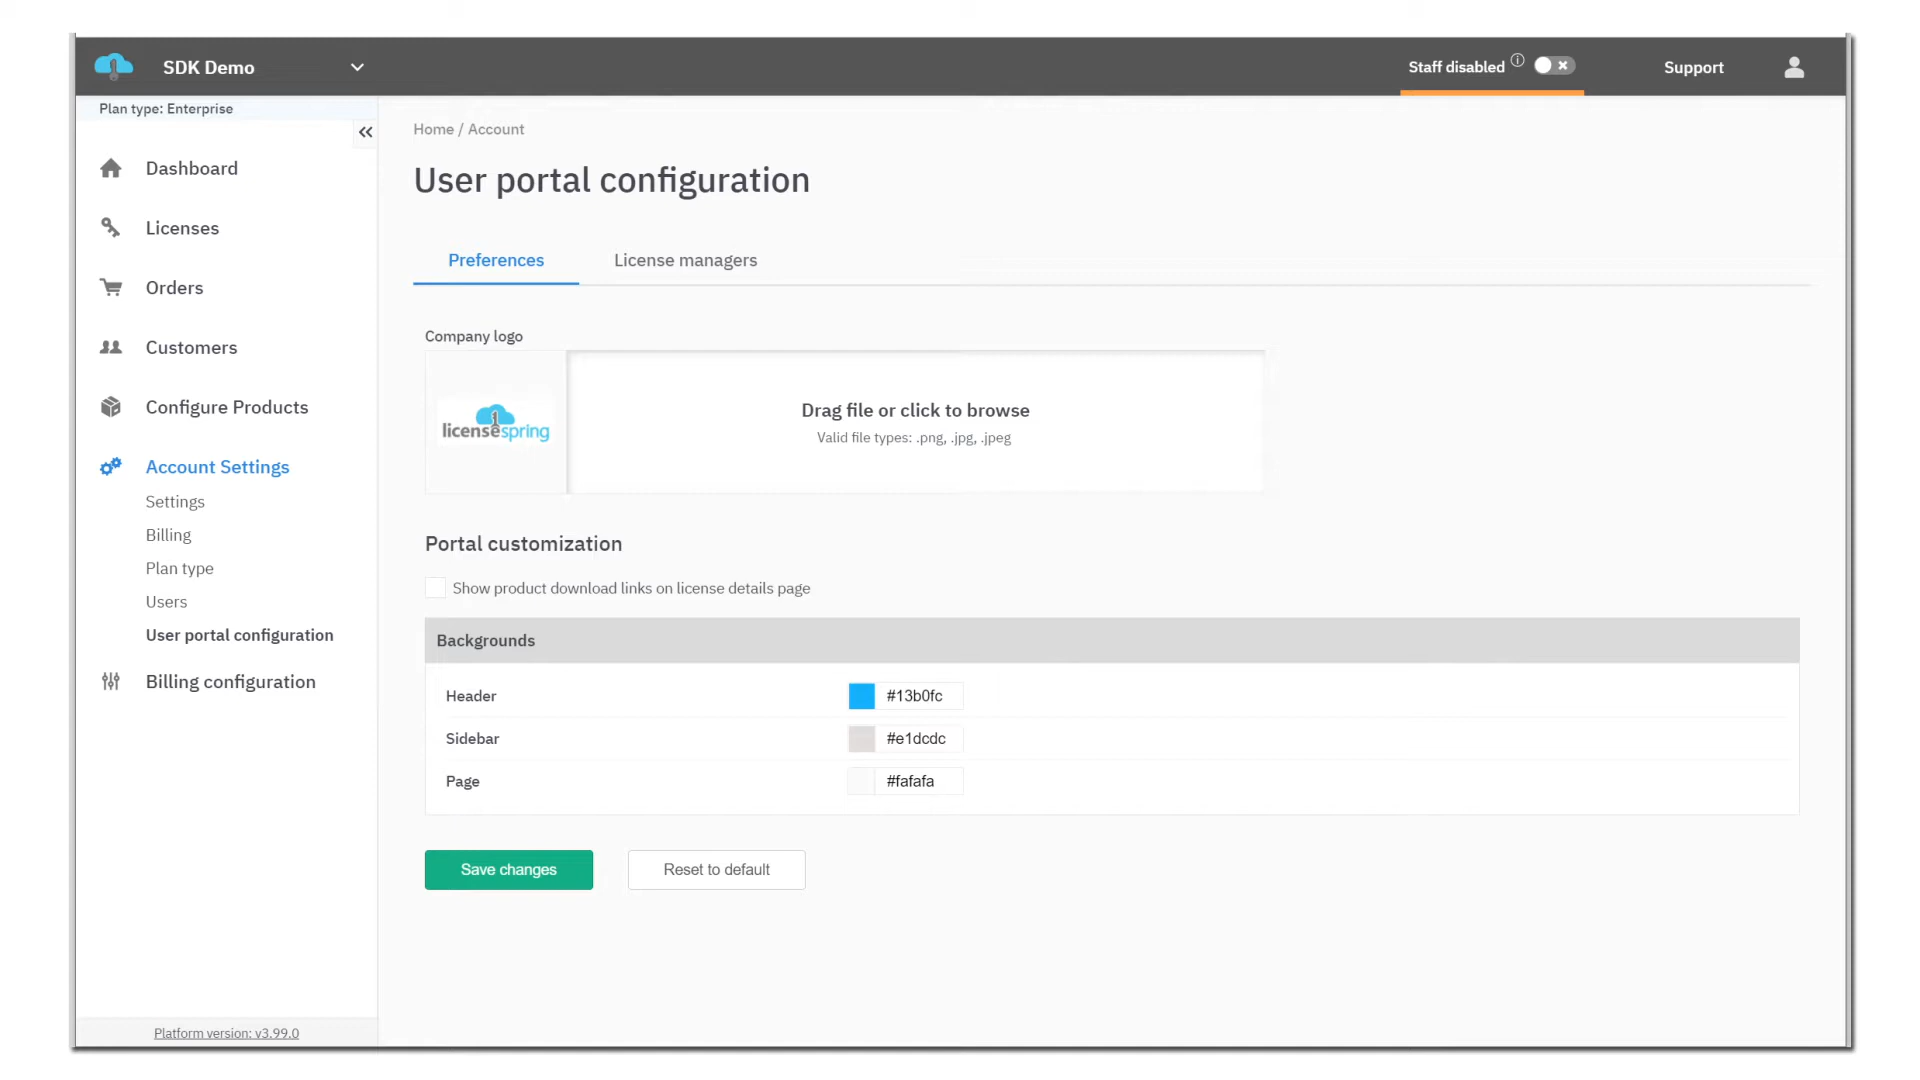 SDK Demo
Staff disabled
Support
Plan type: Enterprise
Dashboard
Licenses
Orders
Customers
Configure Products
Account Settings
Settings
Billing
Plan type
Users
User portal configuration
Billing configuration
Platform version: v3.99.0
Home / Account
User portal configuration
Preferences
License managers
Company logo
licensespring
Drag file or click to browse
Valid file types: .png, .jpg, .jpeg
Portal customization
Show product download links on license details page
Backgrounds
Header #13b0fc
Sidebar #e1dcdc
Page #fafafa
Save changes
Reset to default